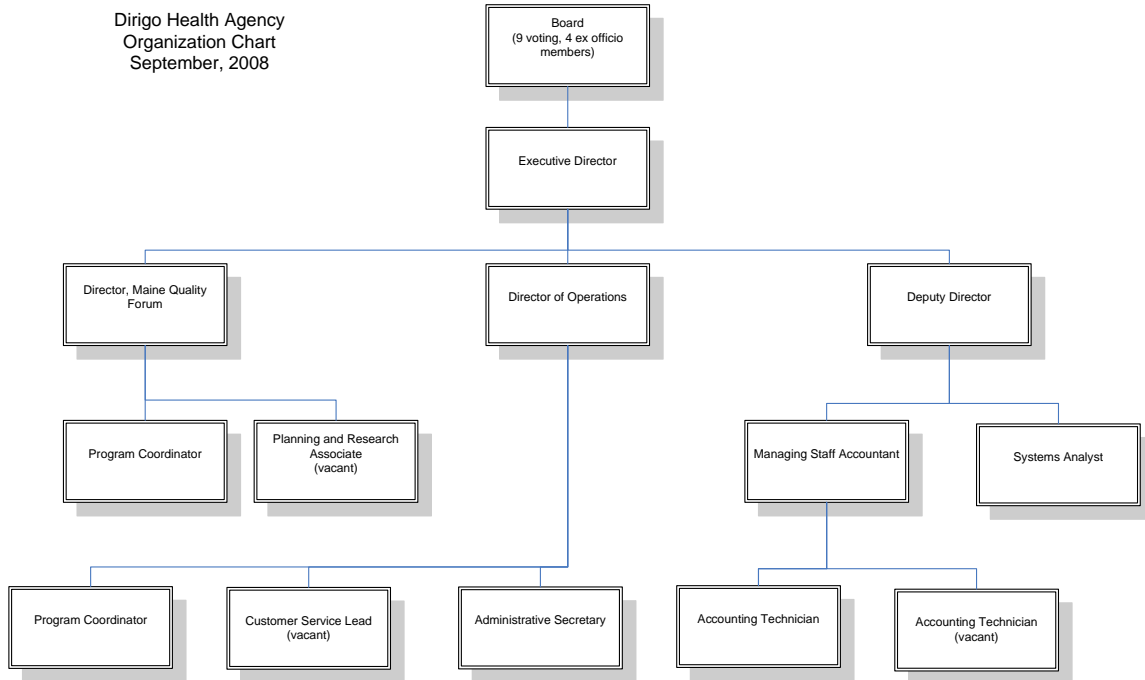 Dirigo Health Agency
Organization Chart
September, 2008
Board
(9 voting, 4 ex officio
members)
Executive Director
Director, Maine Quality
Forum
Director of Operations
Deputy Director
Program Coordinator
Planning and Research
Associate
(vacant)
Managing Staff Accountant
Systems Analyst
Program Coordinator
Customer Service Lead
(vacant)
Administrative Secretary
Accounting Technician
Accounting Technician
(vacant)